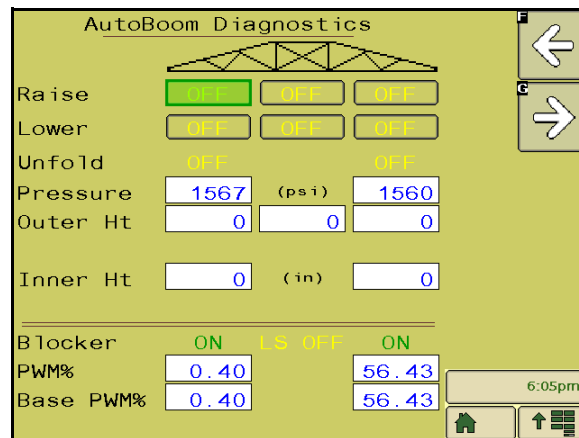 AutoBoom Diagnostics
F
G
Raise OFF OFF OFF
Lower OFF OFF OFF
Unfold OFF OFF
Pressure 1567 (psi) 1560
Outer Ht 0 0 0
Inner Ht 0 (in) 0
Blocker ON LS OFF ON
PWM% 0.40 56.43
Base PWM% 0.40 56.43
6:05pm